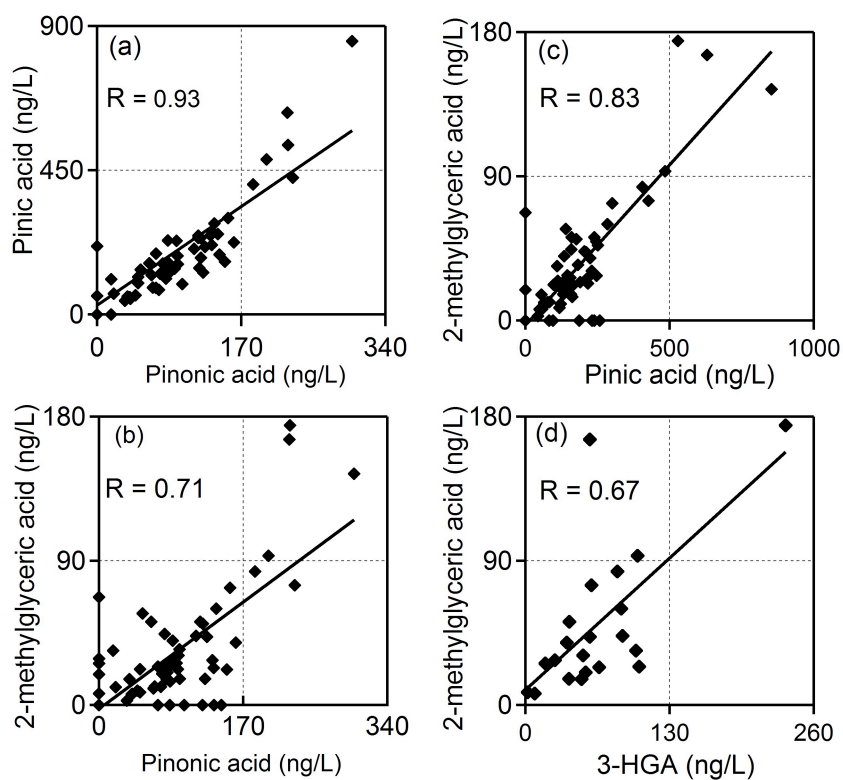 900
(a)
R = 0.93
450
0
0 170 340
Pinic acid (ng/L)
Pinonic acid (ng/L)
180
(c)
R = 0.83
90
0
0 500 1000
2-methylglyceric acid (ng/L)
Pinic acid (ng/L)
180
(b)
R = 0.71
90
0
0 170 340
2-methylglyceric acid (ng/L)
Pinonic acid (ng/L)
180
(d)
R = 0.67
90
0
0 130 260
2-methylglyceric acid (ng/L)
3-HGA (ng/L)